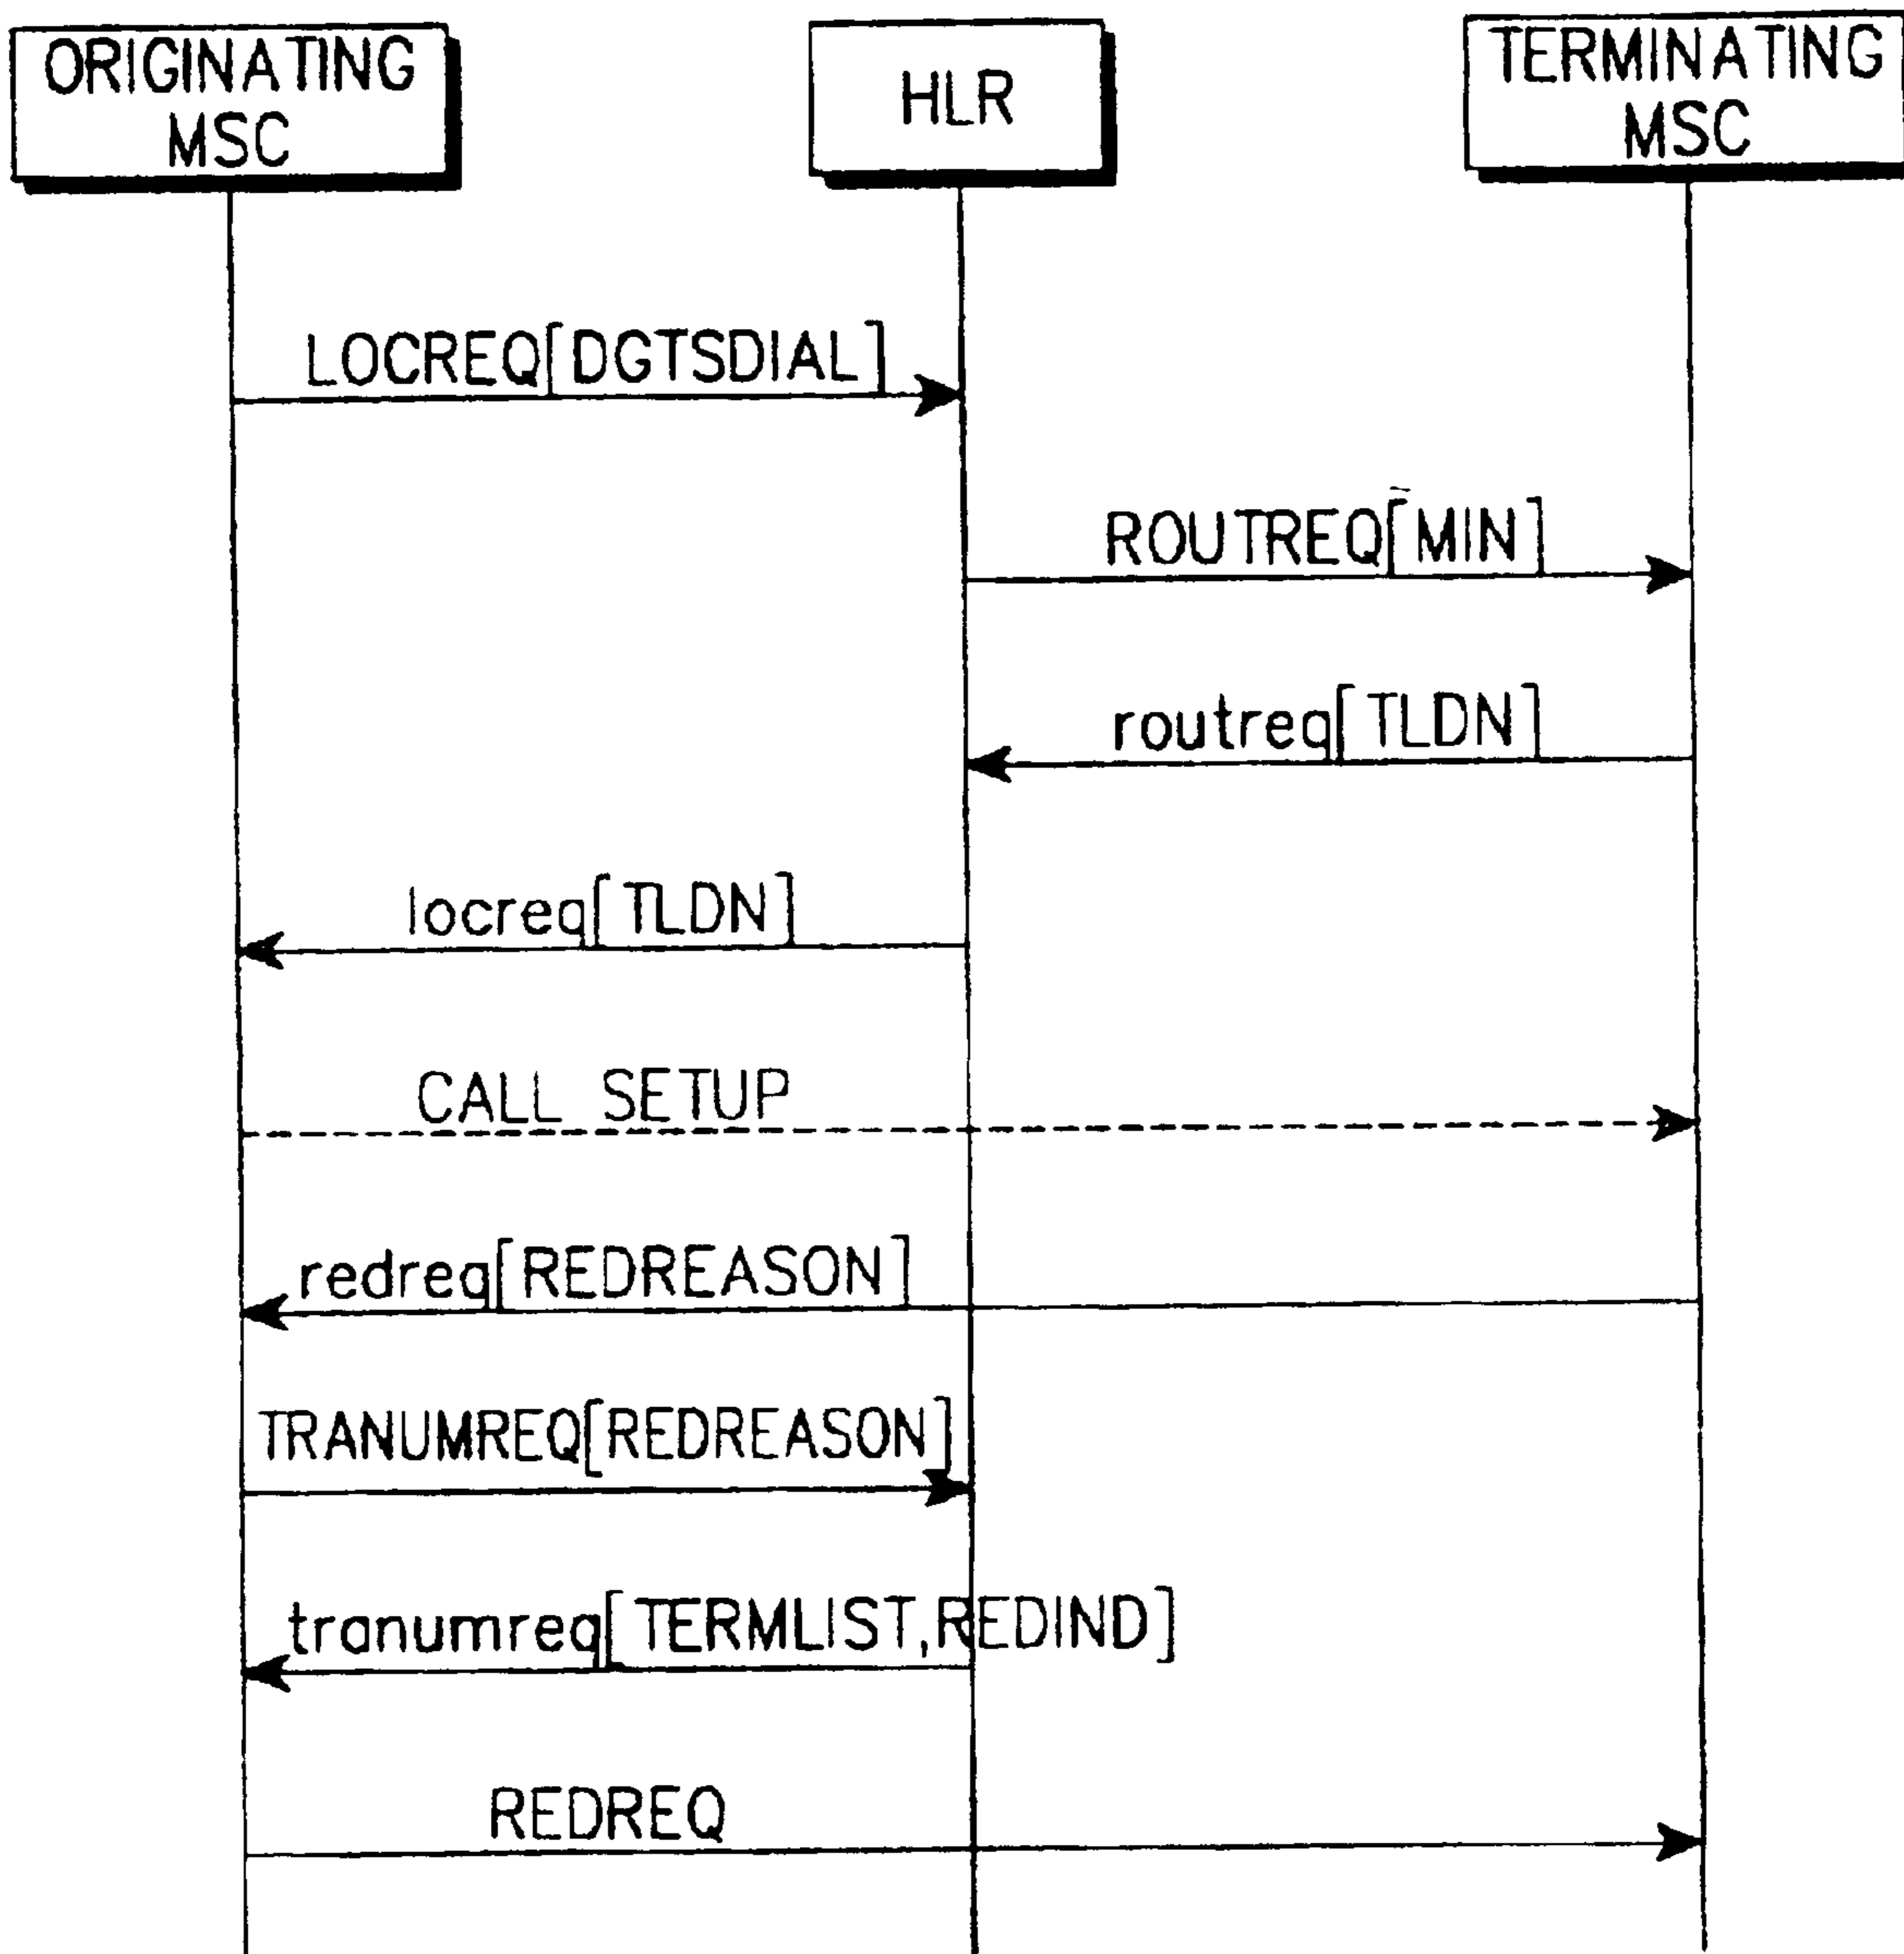 ORIGINATING
MSC
HLR
TERMINATING
MSC
LOCREQ[DGTSDIAL]
ROUTREQ[MIN]
routreq[TLDN]
locreq[TLDN]
CALL SETUP
redreq[REDREASON]
TRANUMREQ[REDREASON]
tranumreq[TERMLIST,REDIND]
REDREQ